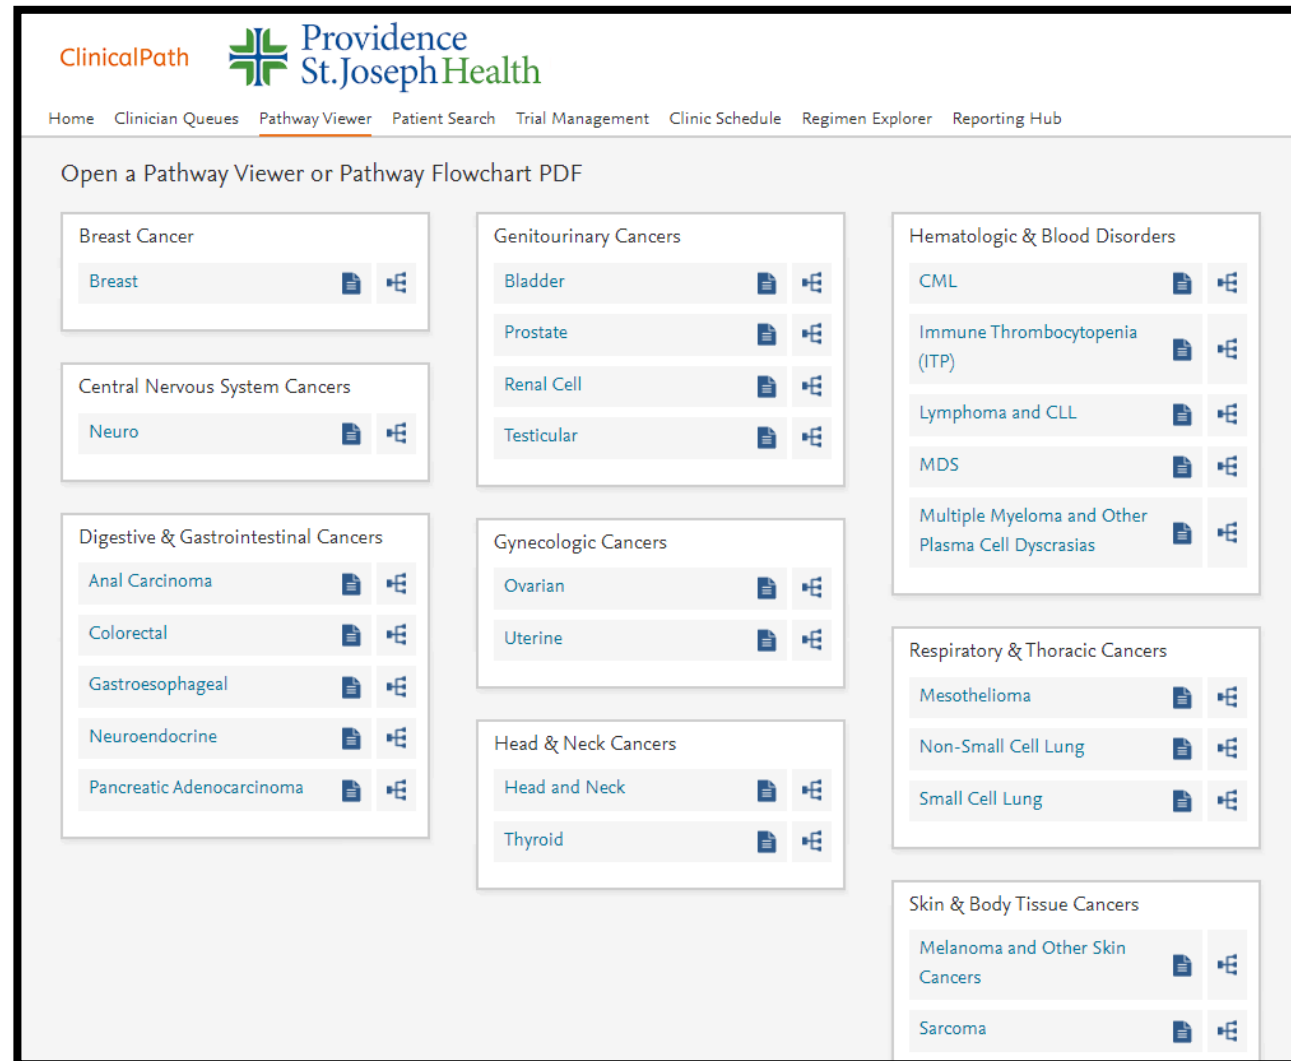 ClinicalPath
Providence
St.Joseph Health
Home Clinician Queues Pathway Viewer Patient Search Trial Management Clinic Schedule Regimen Explorer Reporting Hub
Open a Pathway Viewer or Pathway Flowchart PDF
Breast Cancer
Breast
Central Nervous System Cancers
Neuro
Digestive & Gastrointestinal Cancers
Anal Carcinoma
Colorectal
Gastroesophageal
Neuroendocrine
Pancreatic Adenocarcinoma
Genitourinary Cancers
Bladder
Prostate
Renal Cell
Testicular
Gynecologic Cancers
Ovarian
Uterine
Head & Neck Cancers
Head and Neck
Thyroid
Hematologic & Blood Disorders
CML
Immune Thrombocytopenia
(ITP)
Lymphoma and CLL
MDS
Multiple Myeloma and Other
Plasma Cell Dyscrasias
Respiratory & Thoracic Cancers
Mesothelioma
Non-Small Cell Lung
Small Cell Lung
Skin & Body Tissue Cancers
Melanoma and Other Skin
Cancers
Sarcoma